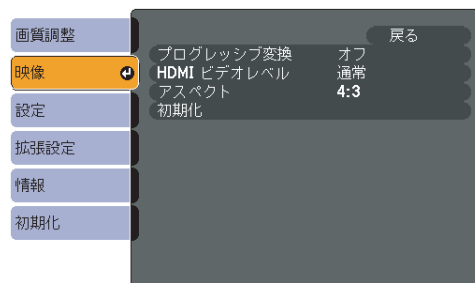 画質調整
映像
設定
拡張設定
情報
初期化
戻る
プログレッシブ変換 オフ
HDMI ビデオレベル 通常
アスペクト 4:3
初期化